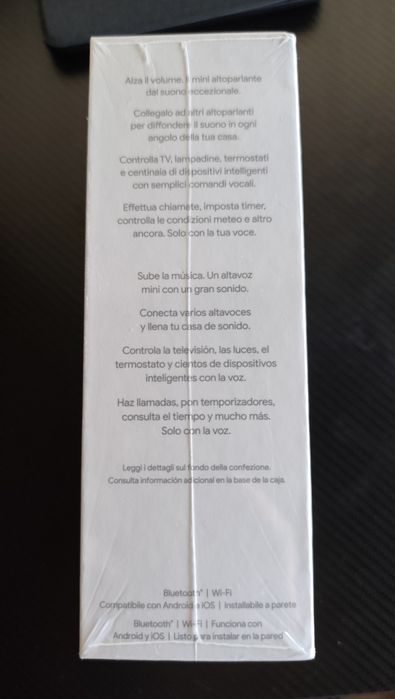 Alza il volume. Il mini altoparlante
dal suono eccezionale.
Collegalo ad altri altoparlanti
per diffondere il suono in ogni
angolo della tua casa.
Controlla TV, lampadine, termostati
e centinaia di dispositivi intelligenti
con semplici comandi vocali.
Effettua chiamate, imposta timer,
controlla le condizioni meteo e altro
ancora. Solo con la tua voce.
Sube la música. Un altavoz
mini con un gran sonido.
Conecta varios altavoces
y llena tu casa de sonido.
Controla la televisión, las luces, el
termostato y cientos de dispositivos
inteligentes con la voz.
Haz llamadas, pon temporizadores,
consulta el tiempo y mucho más.
Solo con la voz.
Leggi i dettagli sul fondo della confezione.
Consulta información adicional en la base de la caja.
Bluetooth® | Wi-Fi
Compatibile con Android e iOS | Installabile a parete
Bluetooth® | Wi-Fi | Funciona con
Android y iOS | Listo para instalar en la pared